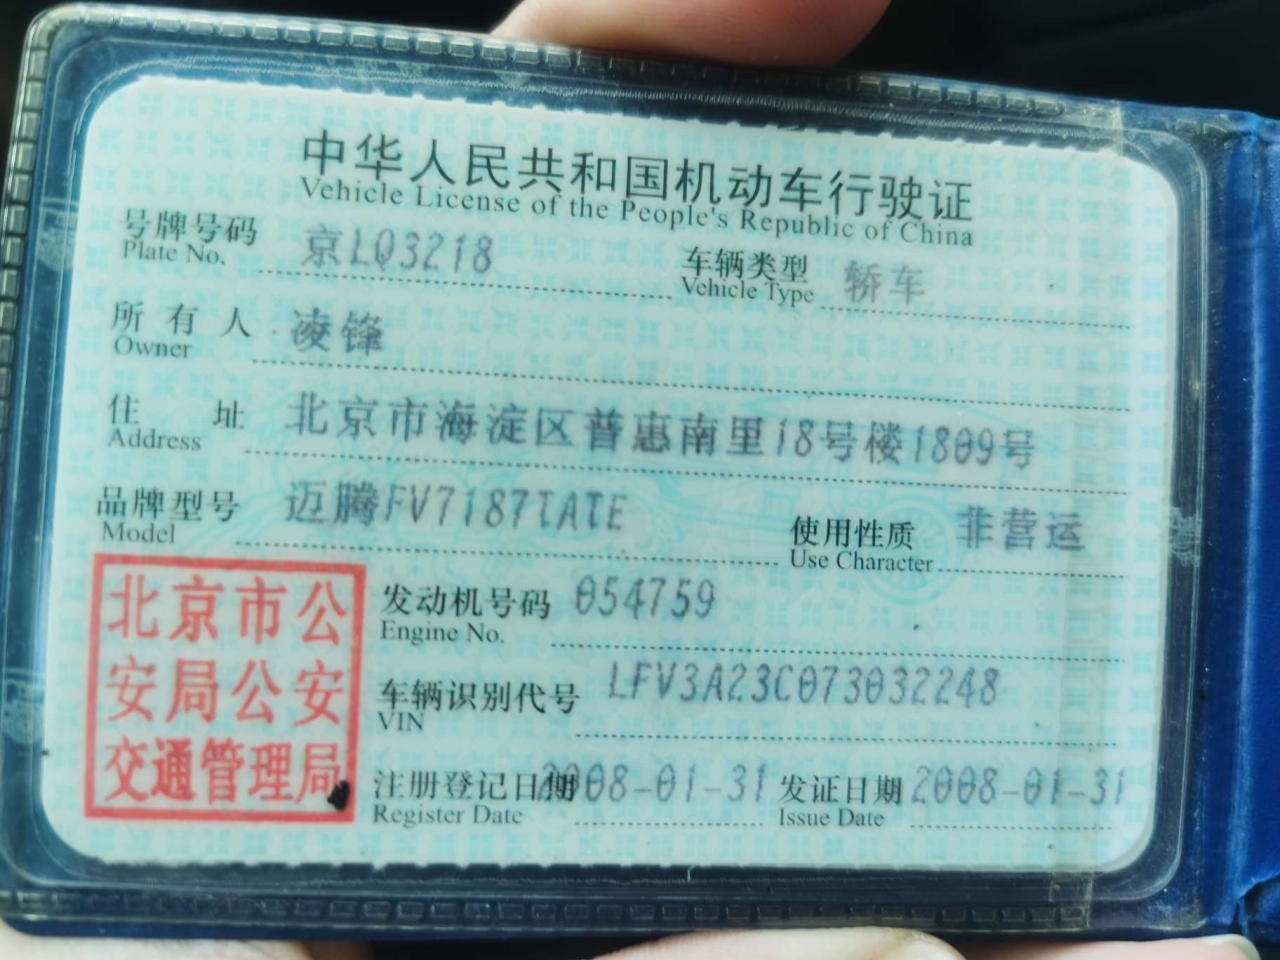 中华人民共和国机动车行驶证
Vehicle License of the People's Republic of China
号牌号码 京LQ3218 车辆类型 轿车
Plate No. Vehicle Type
所有人 凌锋
Owner
住址 北京市海淀区普惠南里18号楼1809号
Address
品牌型号 迈腾FV7187TATE 使用性质 非营运
Model Use Character
北京市公
安局公安
交通管理局
发动机号码 054759
Engine No.
车辆识别代号 LFV3A23C073032248
VIN
注册登记日期 2008-01-31 发证日期 2008-01-31
Register Date Issue Date